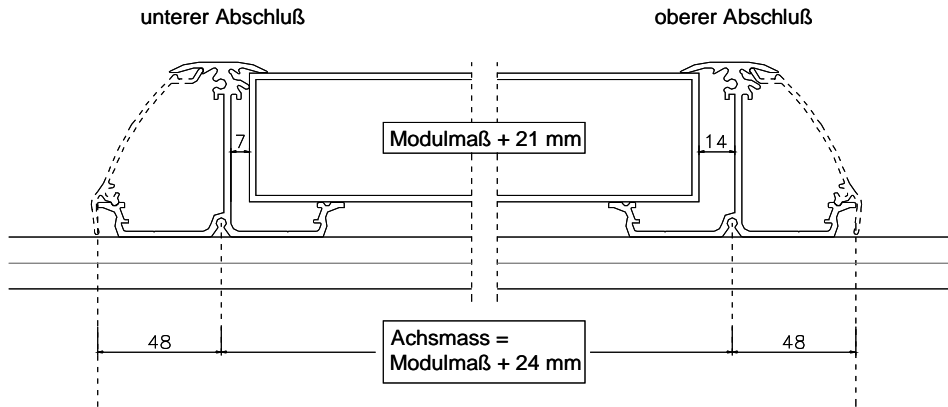 unterer Abschluß
oberer Abschluß
7
Modulmaß + 21 mm
14
48
Achsmass =
Modulmaß + 24 mm
48